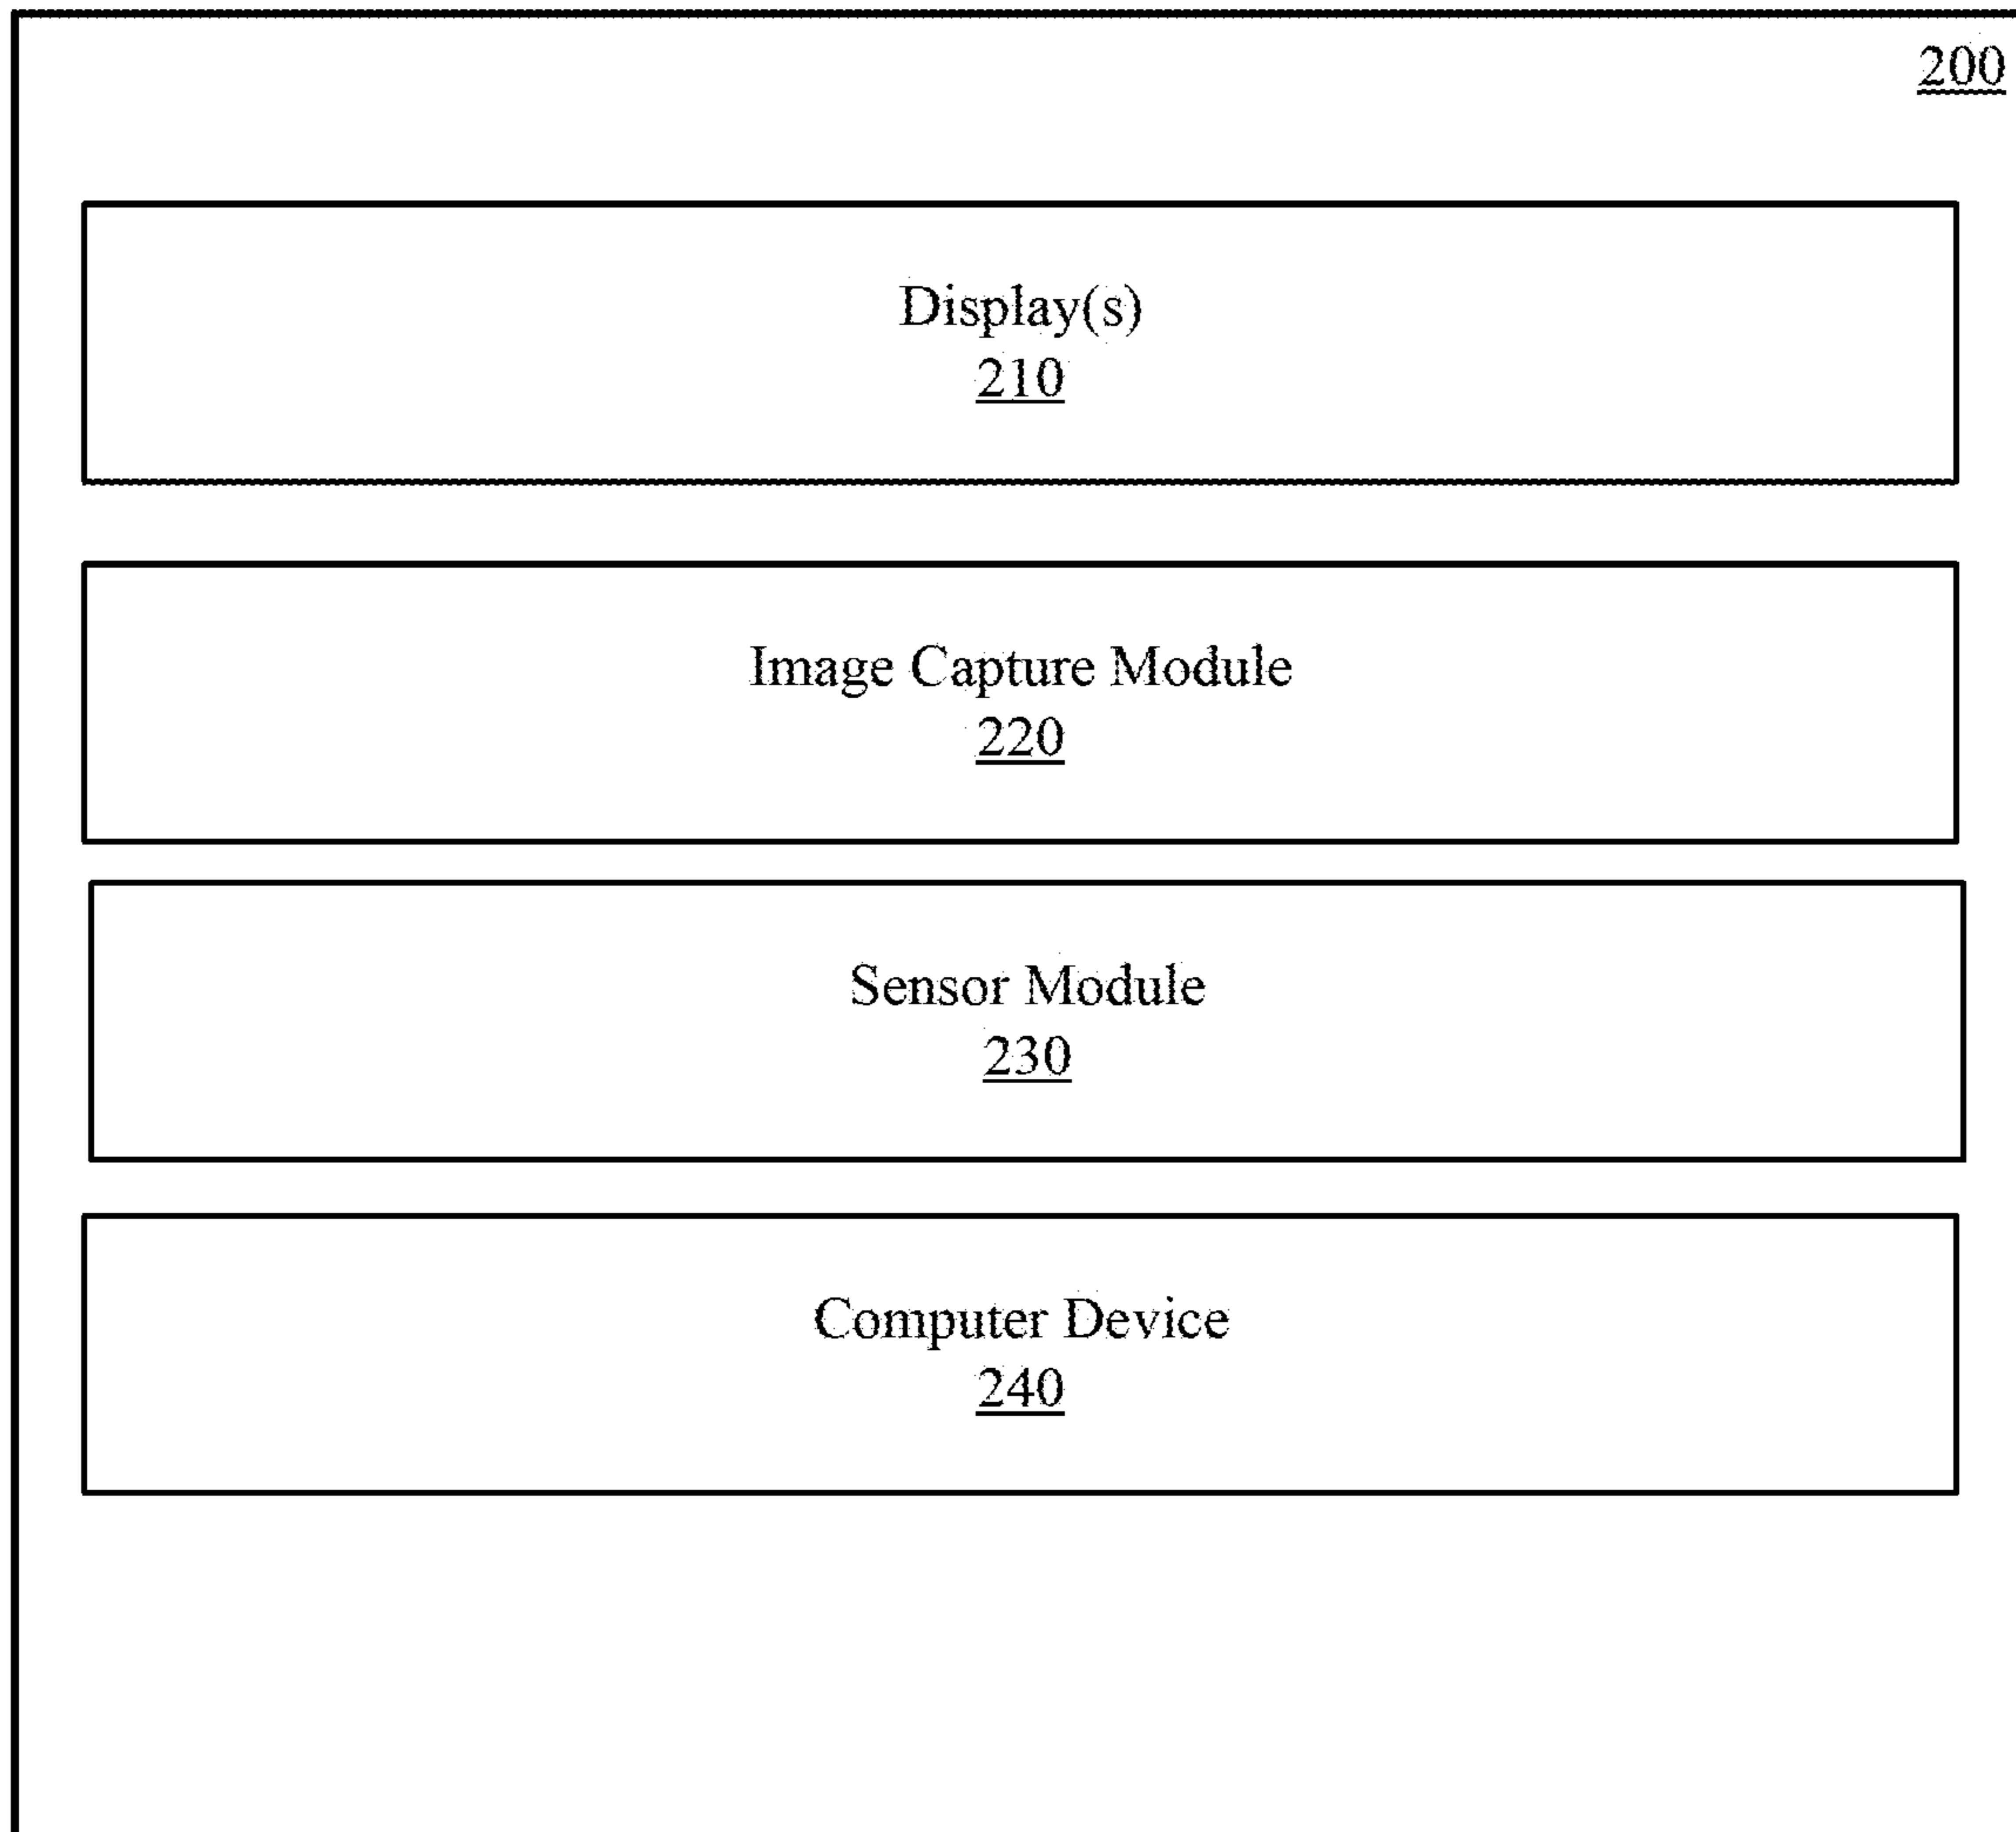 200
Display(s)
210
Image Capture Module
220
Sensor Module
230
Computer Device
240